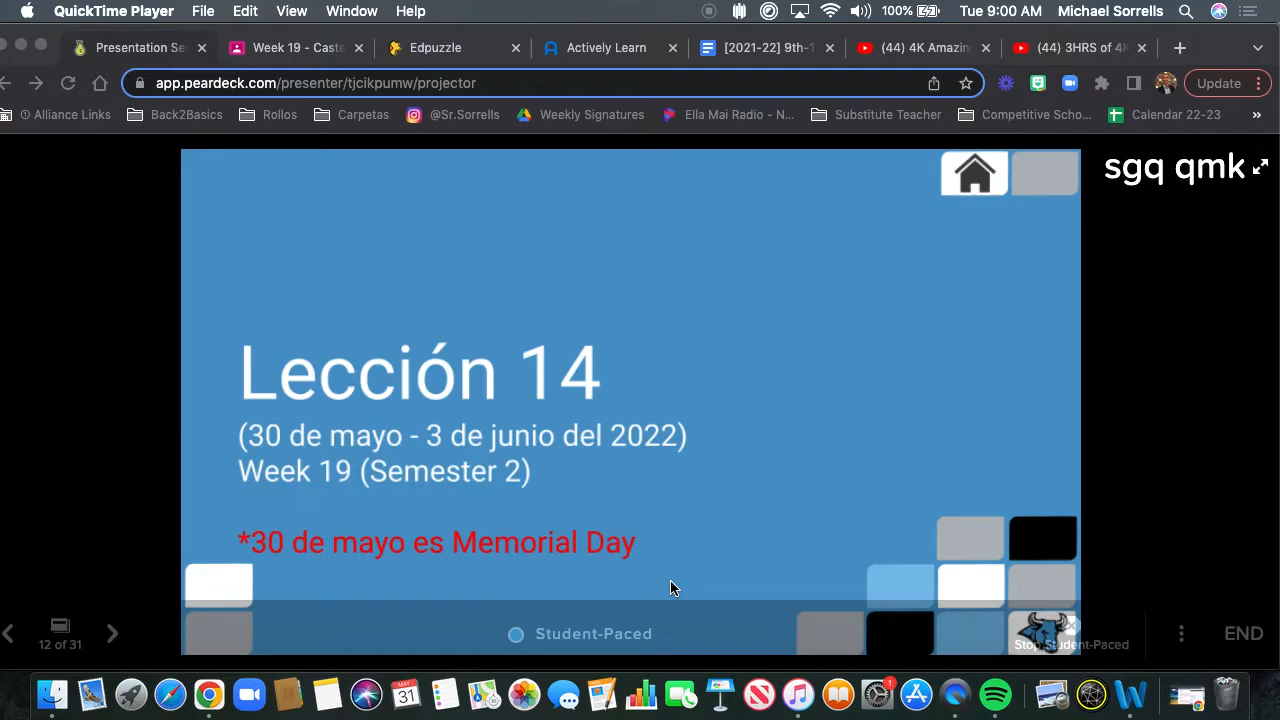 QuickTime Player File Edit View Window Help 100% Tue 9:00 AM Michael Sorrells
Presentation Se Week 19 - Caste Edpuzzle Actively Learn [2021-22] 9th-1 (44) 4K Amazin (44) 3HRS of 4K
app.peardeck.com/presenter/tjcikpumw/projector Update
Alliance Links Back2Basics Rollos Carpetas @Sr.Sorrells Weekly Signatures Ella Mai Radio - N... Substitute Teacher Competitive Scho... Calendar 22-23 »
sgq qmk
Lección 14
(30 de mayo - 3 de junio del 2022)
Week 19 (Semester 2)
*30 de mayo es Memorial Day
Student-Paced
12 of 31
Stop Student-Paced
END
MAY
31
1